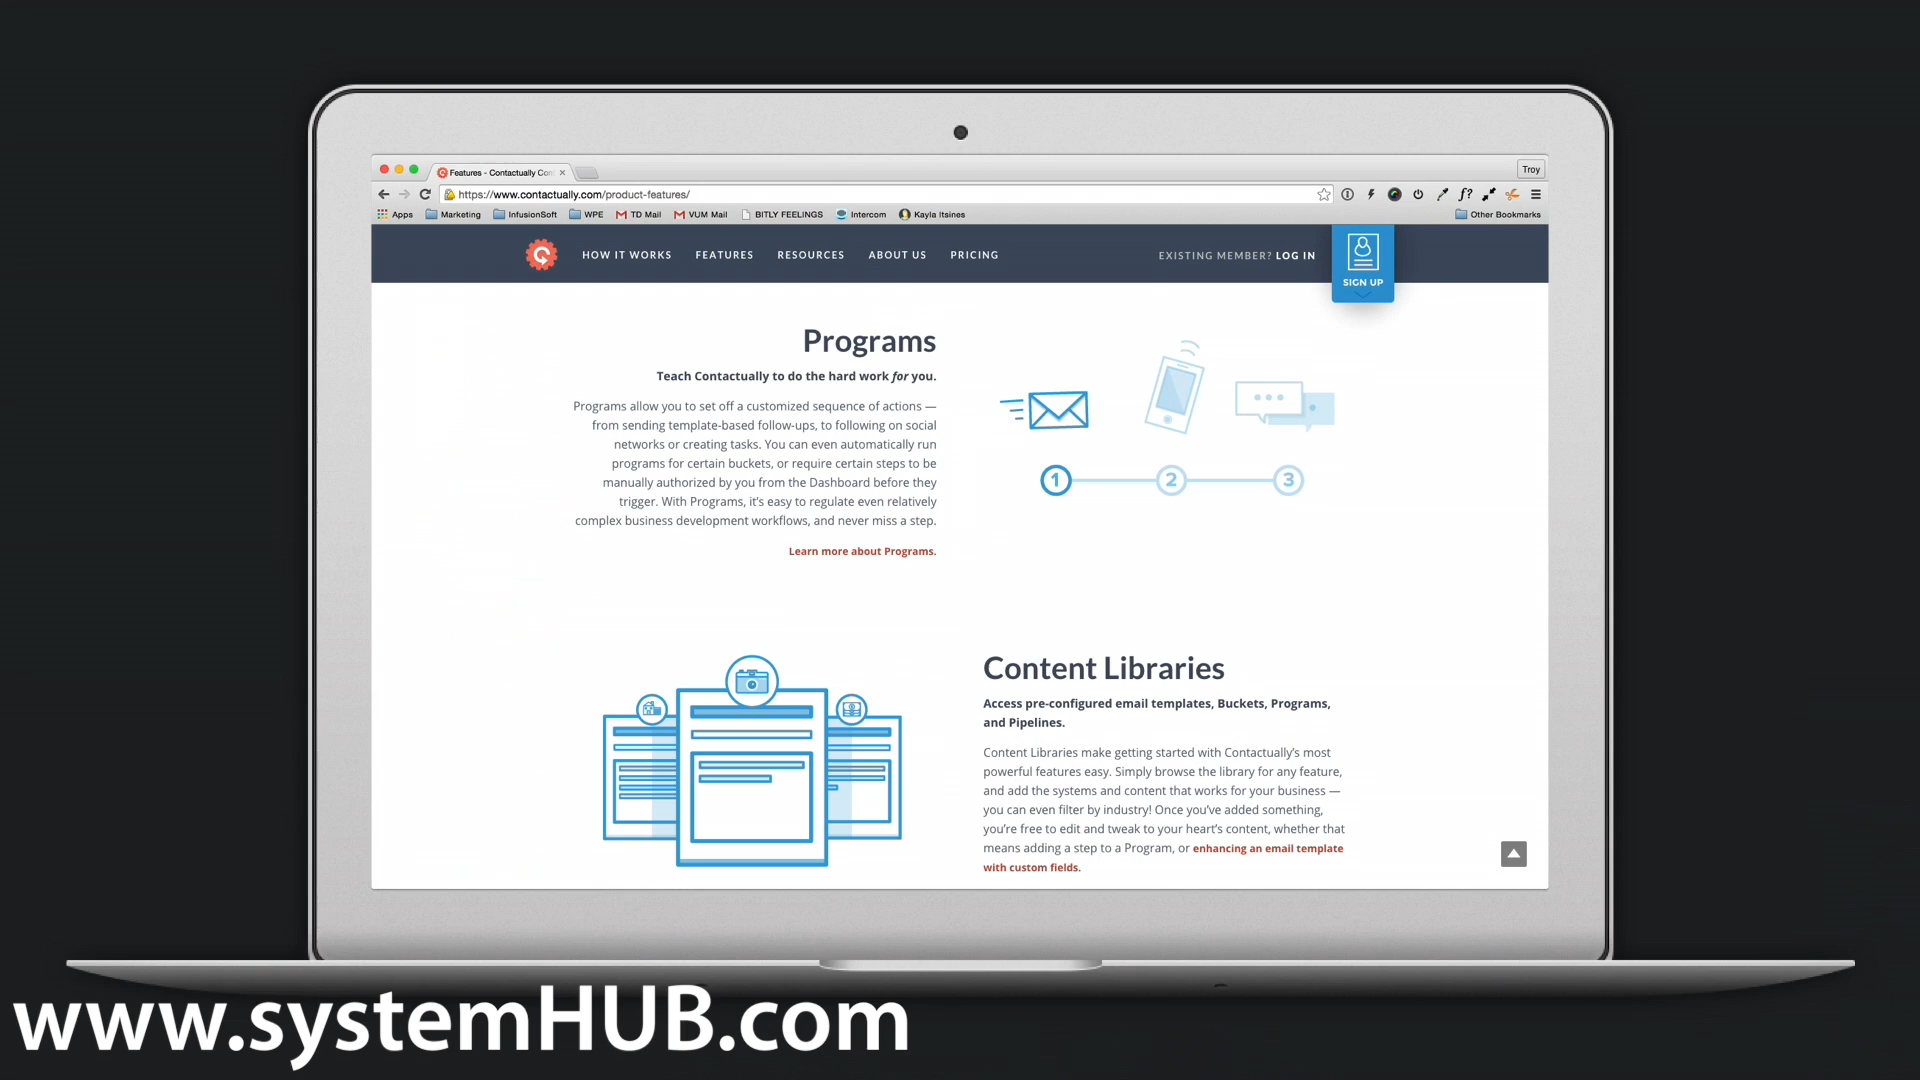 Features - Contactually Con
Troy
https://www.contactually.com/product-features/
Apps Marketing InfusionSoft WPE TD Mail VUM Mail BITLY FEELINGS Intercom Kayla Itsines Other Bookmarks
HOW IT WORKS FEATURES RESOURCES ABOUT US PRICING EXISTING MEMBER? LOG IN
SIGN UP
Programs
Teach Contactually to do the hard work for you.
Programs allow you to set off a customized sequence of actions —
from sending template-based follow-ups, to following on social
networks or creating tasks. You can even automatically run
programs for certain buckets, or require certain steps to be
manually authorized by you from the Dashboard before they
trigger. With Programs, it's easy to regulate even relatively
complex business development workflows, and never miss a step.
Learn more about Programs.
1 2 3
Content Libraries
Access pre-configured email templates, Buckets, Programs,
and Pipelines.
Content Libraries make getting started with Contactually's most
powerful features easy. Simply browse the library for any feature,
and add the systems and content that works for your business —
you can even filter by industry! Once you've added something,
you're free to edit and tweak to your heart's content, whether that
means adding a step to a Program, or enhancing an email template
with custom fields.
www.systemHUB.com